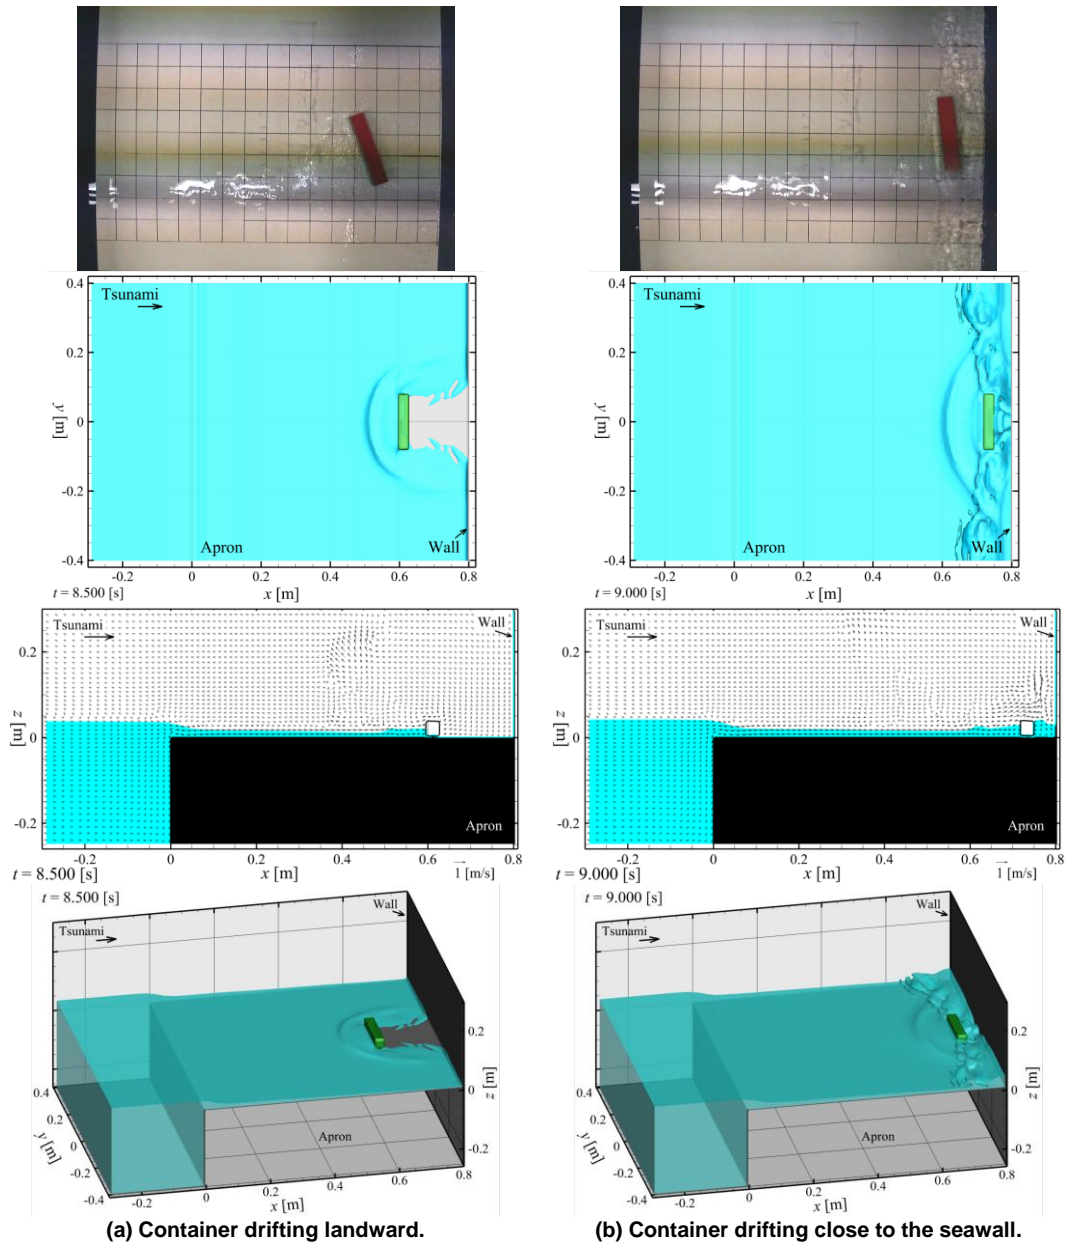 0.4
Tsunami
0.2
y [m]
0
-0.2
Apron
Wall
-0.4
-0.2 0 0.2 0.4 0.6 0.8
t = 8.500 [s]
x [m]
0.4
Tsunami
0.2
y [m]
0
-0.2
Apron
Wall
-0.4
-0.2 0 0.2 0.4 0.6 0.8
t = 9.000 [s]
x [m]
Tsunami
Wall
0.2
z [m]
0
Apron
-0.2
-0.2 0 0.2 0.4 0.6 0.8
t = 8.500 [s]
x [m]
1 [m/s]
Tsunami
Wall
0.2
z [m]
0
Apron
-0.2
-0.2 0 0.2 0.4 0.6 0.8
t = 9.000 [s]
x [m]
1 [m/s]
t = 8.500 [s]
Wall
Tsunami
0.2
z [m]
0
-0.2
Apron
0.4
0.2
0
-0.2
-0.4
y [m]
-0.2 0 0.2 0.4 0.6 0.8
x [m]
t = 9.000 [s]
Wall
Tsunami
0.2
z [m]
0
-0.2
Apron
0.4
0.2
0
-0.2
-0.4
y [m]
-0.2 0 0.2 0.4 0.6 0.8
x [m]
(a) Container drifting landward.
(b) Container drifting close to the seawall.